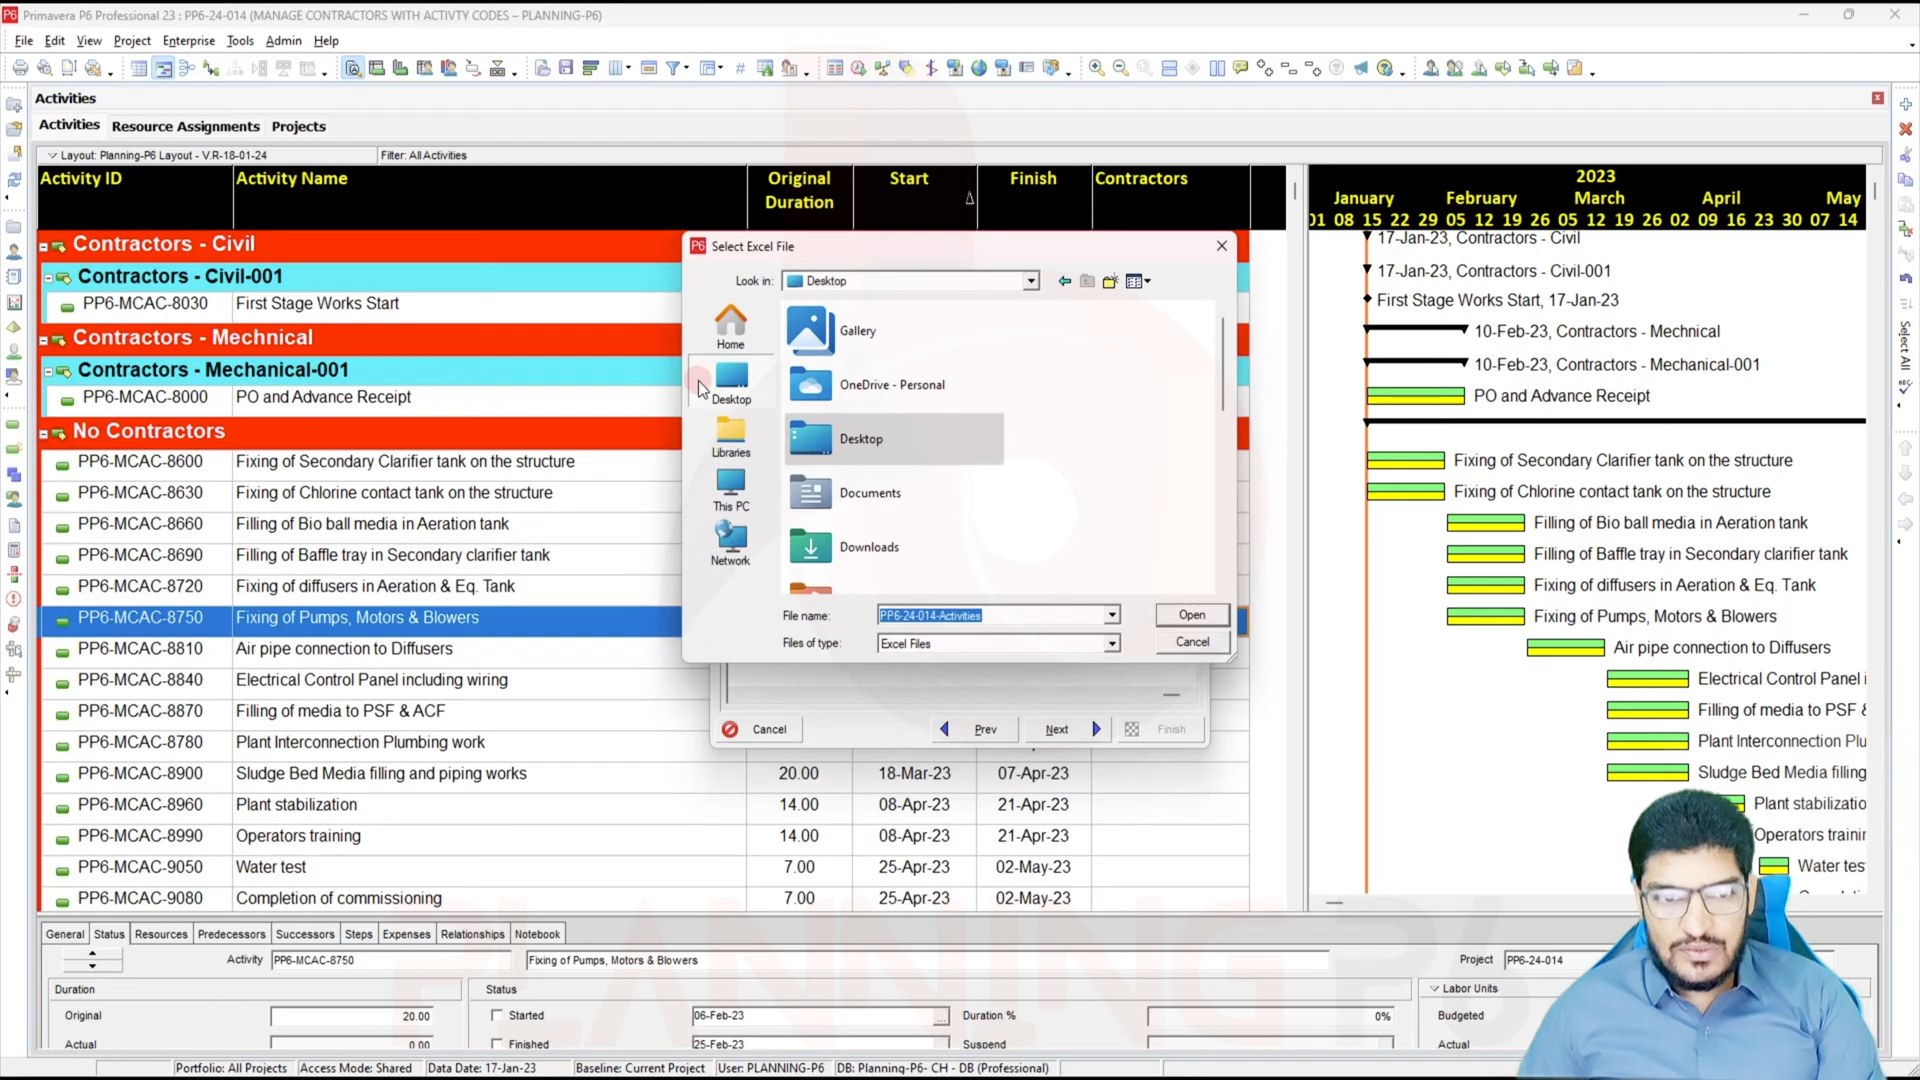 Primavera P6 Professional 23 : PP6-24-014 (MANAGE CONTRACTORS WITH ACTIVTY CODES – PLANNING-P6)
File Edit View Project Enterprise Tools Admin Help
Activities
Activities Resource Assignments Projects
Layout: Planning-P6 Layout - V.R-18-01-24 Filter: All Activities
Activity ID Activity Name Original Duration Start Finish Contractors
2023
January February March April May
01 08 15 22 29 05 12 19 26 05 12 19 26 02 09 16 23 30 07 14
Contractors - Civil
17-Jan-23, Contractors - Civil
Contractors - Civil-001
17-Jan-23, Contractors - Civil-001
PP6-MCAC-8030 First Stage Works Start
First Stage Works Start, 17-Jan-23
Contractors - Mechnical
10-Feb-23, Contractors - Mechnical
Contractors - Mechanical-001
10-Feb-23, Contractors - Mechanical-001
PP6-MCAC-8000 PO and Advance Receipt
PO and Advance Receipt
No Contractors
PP6-MCAC-8600 Fixing of Secondary Clarifier tank on the structure
Fixing of Secondary Clarifier tank on the structure
PP6-MCAC-8630 Fixing of Chlorine contact tank on the structure
Fixing of Chlorine contact tank on the structure
PP6-MCAC-8660 Filling of Bio ball media in Aeration tank
Filling of Bio ball media in Aeration tank
PP6-MCAC-8690 Filling of Baffle tray in Secondary clarifier tank
Filling of Baffle tray in Secondary clarifier tank
PP6-MCAC-8720 Fixing of diffusers in Aeration & Eq. Tank
Fixing of diffusers in Aeration & Eq. Tank
PP6-MCAC-8750 Fixing of Pumps, Motors & Blowers
Fixing of Pumps, Motors & Blowers
PP6-MCAC-8810 Air pipe connection to Diffusers
Air pipe connection to Diffusers
PP6-MCAC-8840 Electrical Control Panel including wiring
Electrical Control Panel i
PP6-MCAC-8870 Filling of media to PSF & ACF
Filling of media to PSF &
PP6-MCAC-8780 Plant Interconnection Plumbing work
Plant Interconnection Plu
PP6-MCAC-8900 Sludge Bed Media filling and piping works 20.00 18-Mar-23 07-Apr-23
Sludge Bed Media filling
PP6-MCAC-8960 Plant stabilization 14.00 08-Apr-23 21-Apr-23
Plant stabilizatio
PP6-MCAC-8990 Operators training 14.00 08-Apr-23 21-Apr-23
Operators trainin
PP6-MCAC-9050 Water test 7.00 25-Apr-23 02-May-23
Water tes
PP6-MCAC-9080 Completion of commissioning 7.00 25-Apr-23 02-May-23
Select Excel File
Look in: Desktop
Home
Desktop
Libraries
This PC
Network
Gallery
OneDrive - Personal
Desktop
Documents
Downloads
File name: PP6-24-014-Activities Open
Files of type: Excel Files Cancel
Cancel Prev Next Finish
Select All
General Status Resources Predecessors Successors Steps Expenses Relationships Notebook
Activity PP6-MCAC-8750 Fixing of Pumps, Motors & Blowers Project PP6-24-014
Duration Status Labor Units
Original 20.00 Started 06-Feb-23 Duration % 0% Budgeted
Actual 0.00 Finished 25-Feb-23 Suspend Actual
Portfolio: All Projects Access Mode: Shared Data Date: 17-Jan-23 Baseline: Current Project User: PLANNING-P6 DB: Planning-P6- CH - DB (Professional)
PLANNING P6